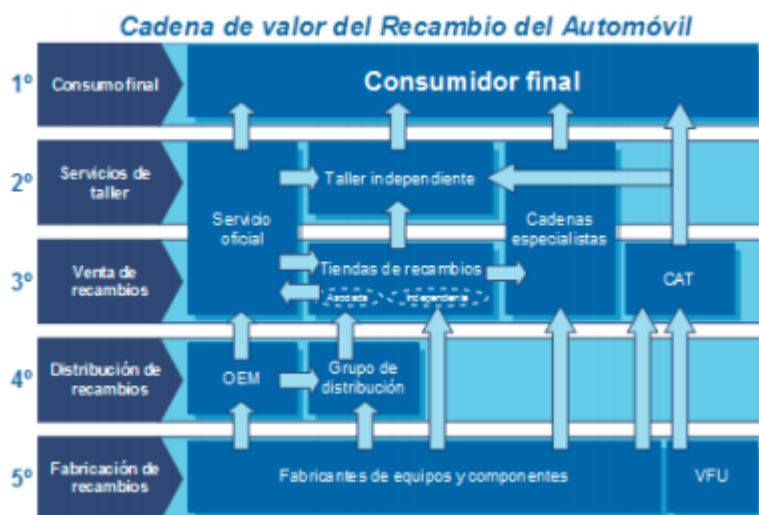 Cadena de valor del Recambio del Automóvil
1º
Consumo final
Consumidor final
2º
Servicios de
taller
Taller independiente
Servicio
oficial
Cadenas
especialistas
3º
Venta de
recambios
Tiendas de recambios
Asociada
Independiente
CAT
4º
Distribución de
recambios
OEM
Grupo de
distribución
5º
Fabricación de
recambios
Fabricantes de equipos y componentes
VFU